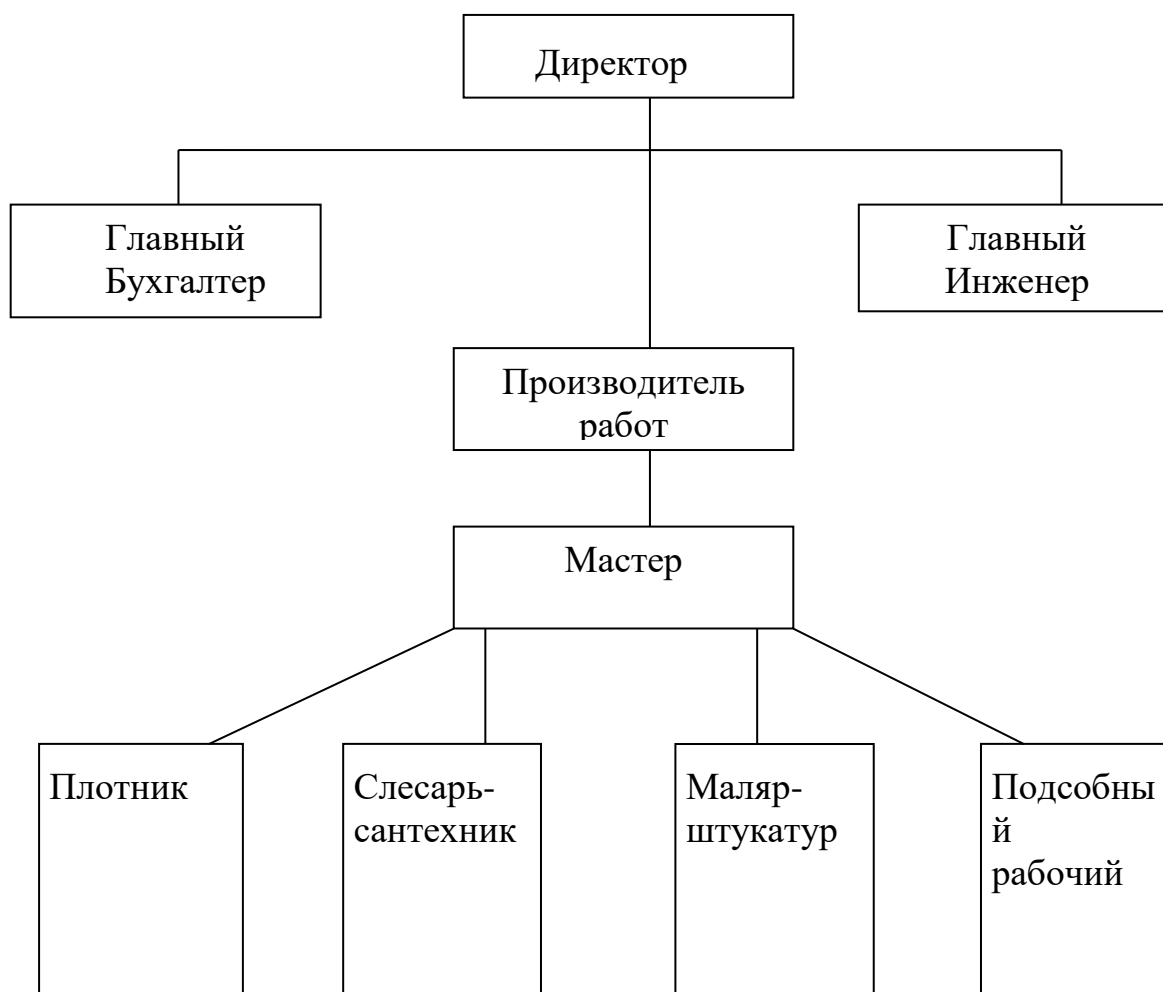 Директор
Главный
Бухгалтер
Главный
Инженер
Производитель
работ
Мастер
Плотник
Слесарь-
сантехник
Маляр-
штукатур
Подсобны
й
рабочий